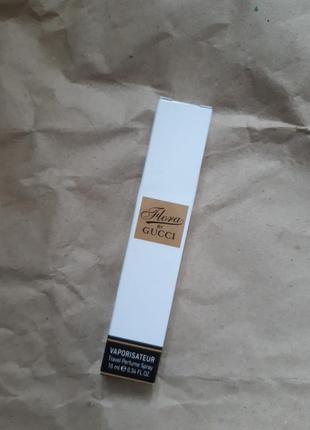 Flora
BY
GUCCI
VAPORISATEUR
Travel Perfume Spray
10 ml ℮ 0.34 FL.OZ.